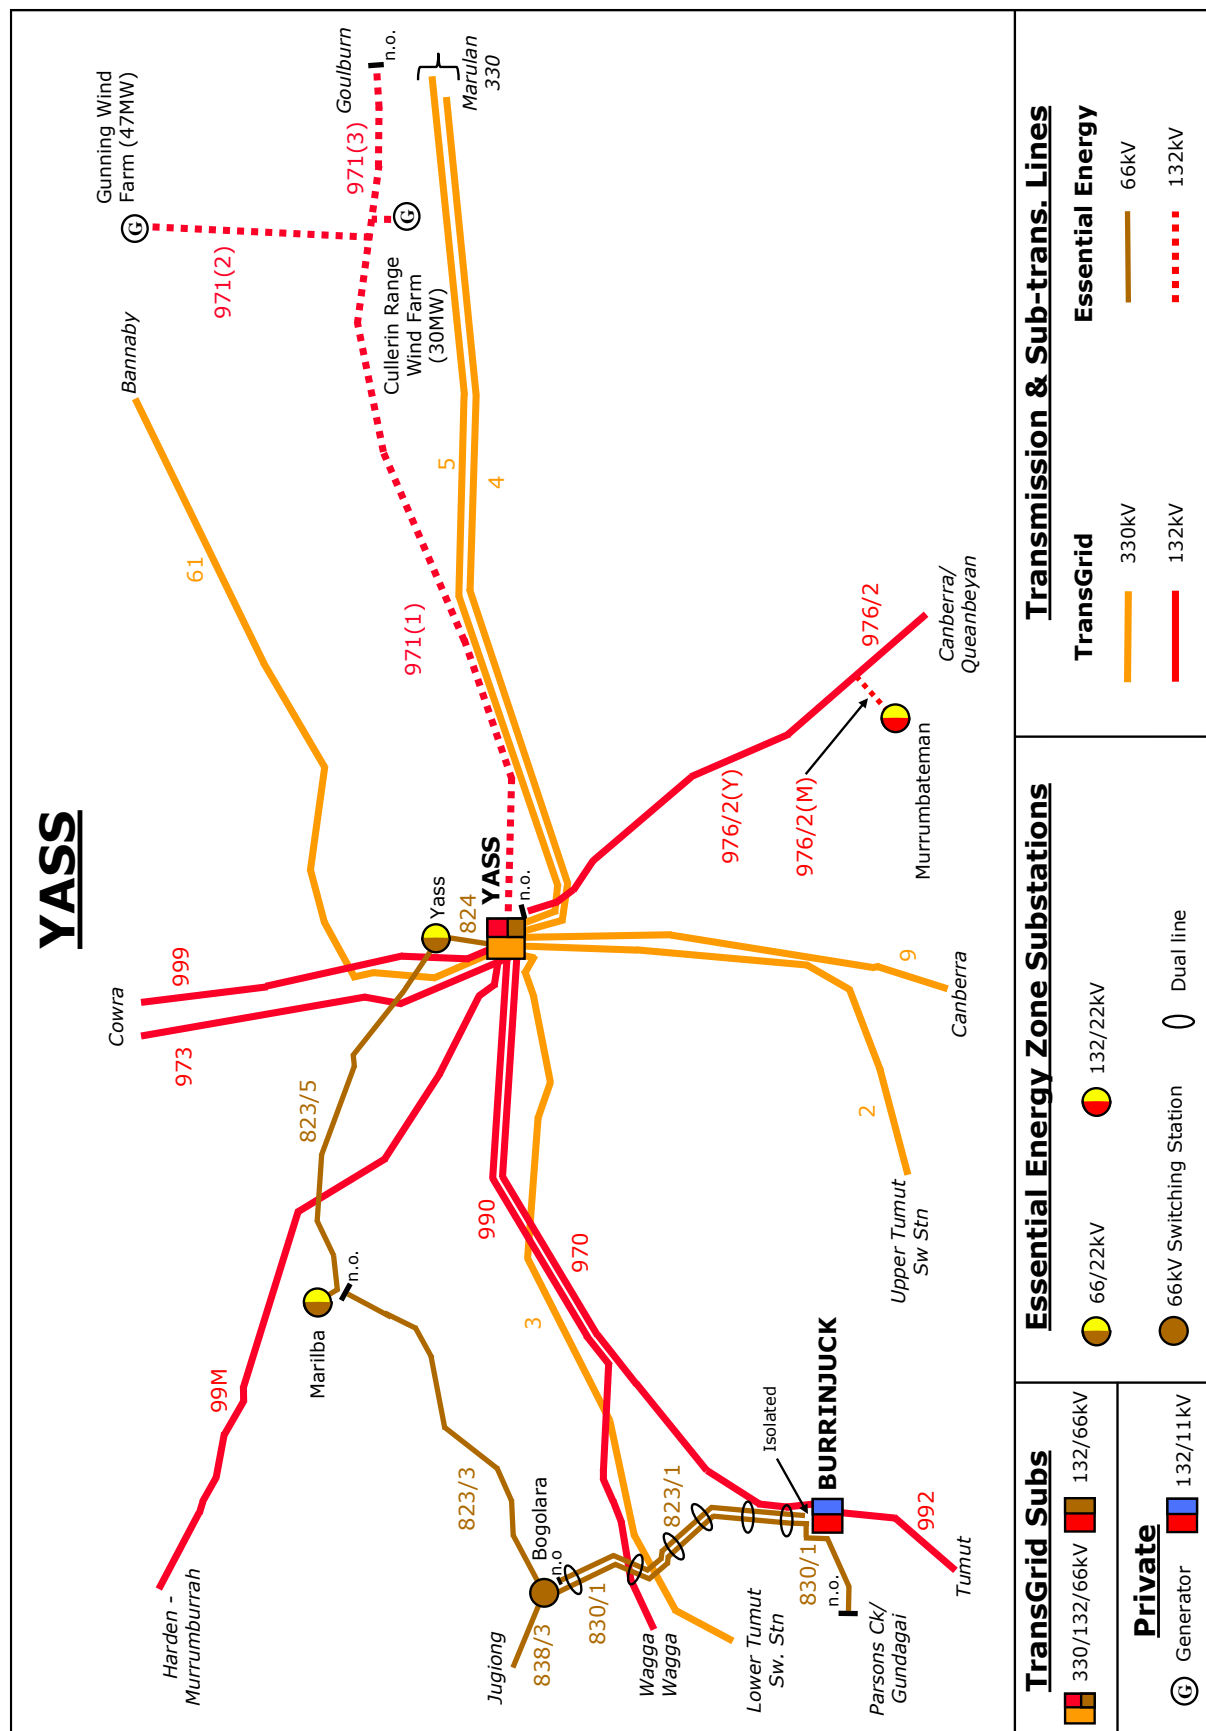 YASS
Gunning Wind
Farm (47MW)
Goulburn
n.o.
Marulan
330
971(3)
971(2)
Bannaby
Cullerin Range
Wind Farm
(30MW)
5
4
61
971(1)
976/2
Canberra/
Queanbeyan
976/2(Y)
976/2(M)
Murrumbateman
YASS
n.o.
Yass
824
999
Cowra
973
9
Canberra
2
Upper Tumut
Sw Stn
823/5
990
970
3
n.o.
Marilba
99M
Isolated
BURRINJUCK
823/3
823/1
Bogolara
n.o
830/1
830/1
n.o.
992
Tumut
Harden -
Murrumburrah
Jugiong
838/3
Wagga
Wagga
Lower Tumut
Sw. Stn
Parsons Ck/
Gundagai
TransGrid Subs
330/132/66kV
132/66kV
Private
G Generator
132/11kV
Essential Energy Zone Substations
66/22kV
132/22kV
66kV Switching Station
Dual line
Transmission & Sub-trans. Lines
TransGrid
Essential Energy
330kV
66kV
132kV
132kV
G
G